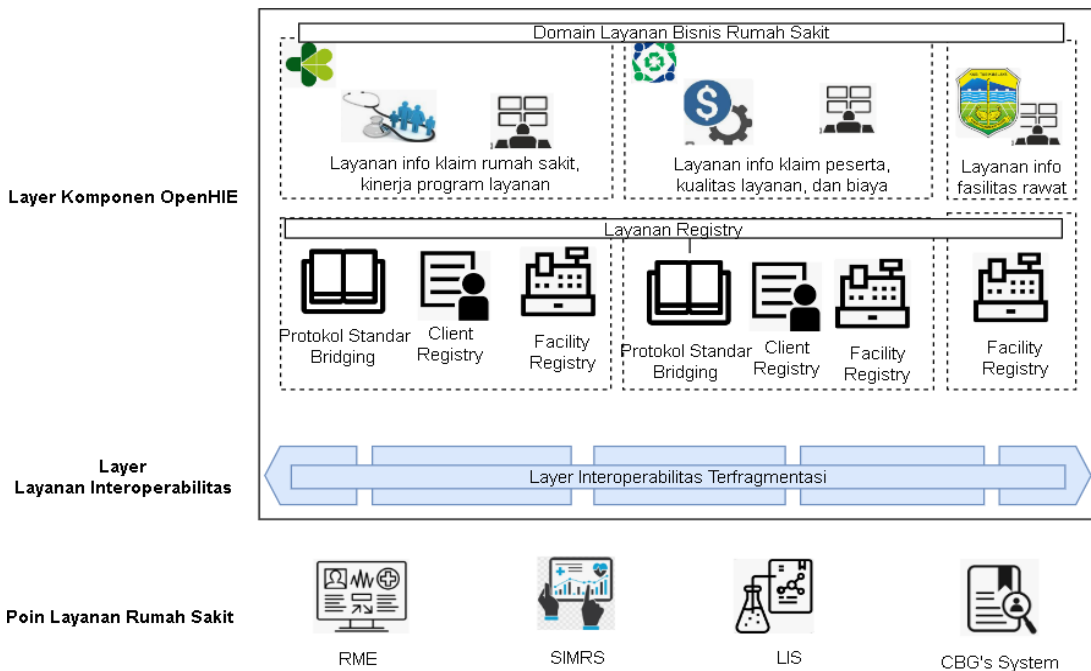 Domain Layanan Bisnis Rumah Sakit
Layanan info klaim rumah sakit,
kinerja program layanan
Layanan info klaim peserta,
kualitas layanan, dan biaya
Layanan info
fasilitas rawat
Layer Komponen OpenHIE
Layanan Registry
Protokol Standar
Bridging
Client
Registry
Facility
Registry
Protokol Standar
Bridging
Client
Registry
Facility
Registry
Facility
Registry
Layer
Layanan Interoperabilitas
Layer Interoperabilitas Terfragmentasi
Poin Layanan Rumah Sakit
RME
SIMRS
LIS
CBG's System